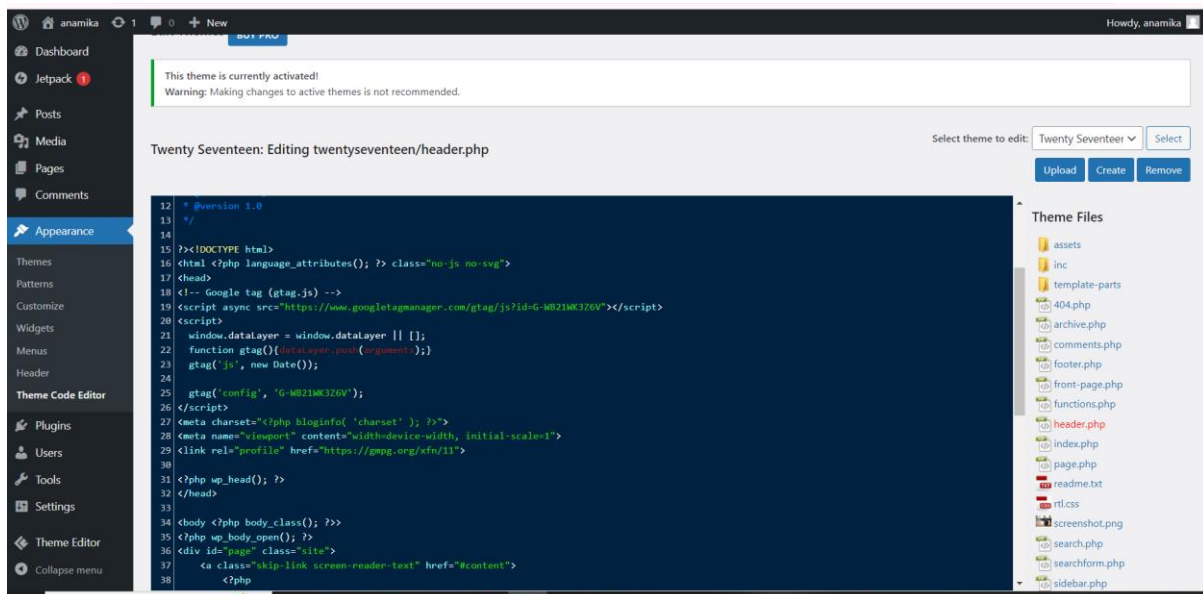 anamika 1 0 + New Howdy, anamika
Dashboard
Jetpack 1
Posts
Media
Pages
Comments
Appearance
Themes
Patterns
Customize
Widgets
Menus
Header
Theme Code Editor
Plugins
Users
Tools
Settings
Theme Editor
Collapse menu
BUY PRO
This theme is currently activated!
Warning: Making changes to active themes is not recommended.
Twenty Seventeen: Editing twentyseventeen/header.php
Select theme to edit: Twenty Seventeen Select
Upload Create Remove
12 * @version 1.0
13 */
14
15 ?><!DOCTYPE html>
16 <html <?php language_attributes(); ?> class="no-js no-svg">
17 <head>
18 <!-- Google tag (gtag.js) -->
19 <script async src="https://www.googletagmanager.com/gtag/js?id=G-WB21WK3Z6V"></script>
20 <script>
21 window.dataLayer = window.dataLayer || [];
22 function gtag(){dataLayer.push(arguments);}
23 gtag('js', new Date());
24
25 gtag('config', 'G-WB21WK3Z6V');
26 </script>
27 <meta charset="<?php bloginfo( 'charset' ); ?>">
28 <meta name="viewport" content="width=device-width, initial-scale=1">
29 <link rel="profile" href="https://gmpg.org/xfn/11">
30
31 <?php wp_head(); ?>
32 </head>
33
34 <body <?php body_class(); ?>>
35 <?php wp_body_open(); ?>
36 <div id="page" class="site">
37 <a class="skip-link screen-reader-text" href="#content">
38 <?php
Theme Files
assets
inc
template-parts
404.php
archive.php
comments.php
footer.php
front-page.php
functions.php
header.php
index.php
page.php
readme.txt
rtl.css
screenshot.png
search.php
searchform.php
sidebar.php